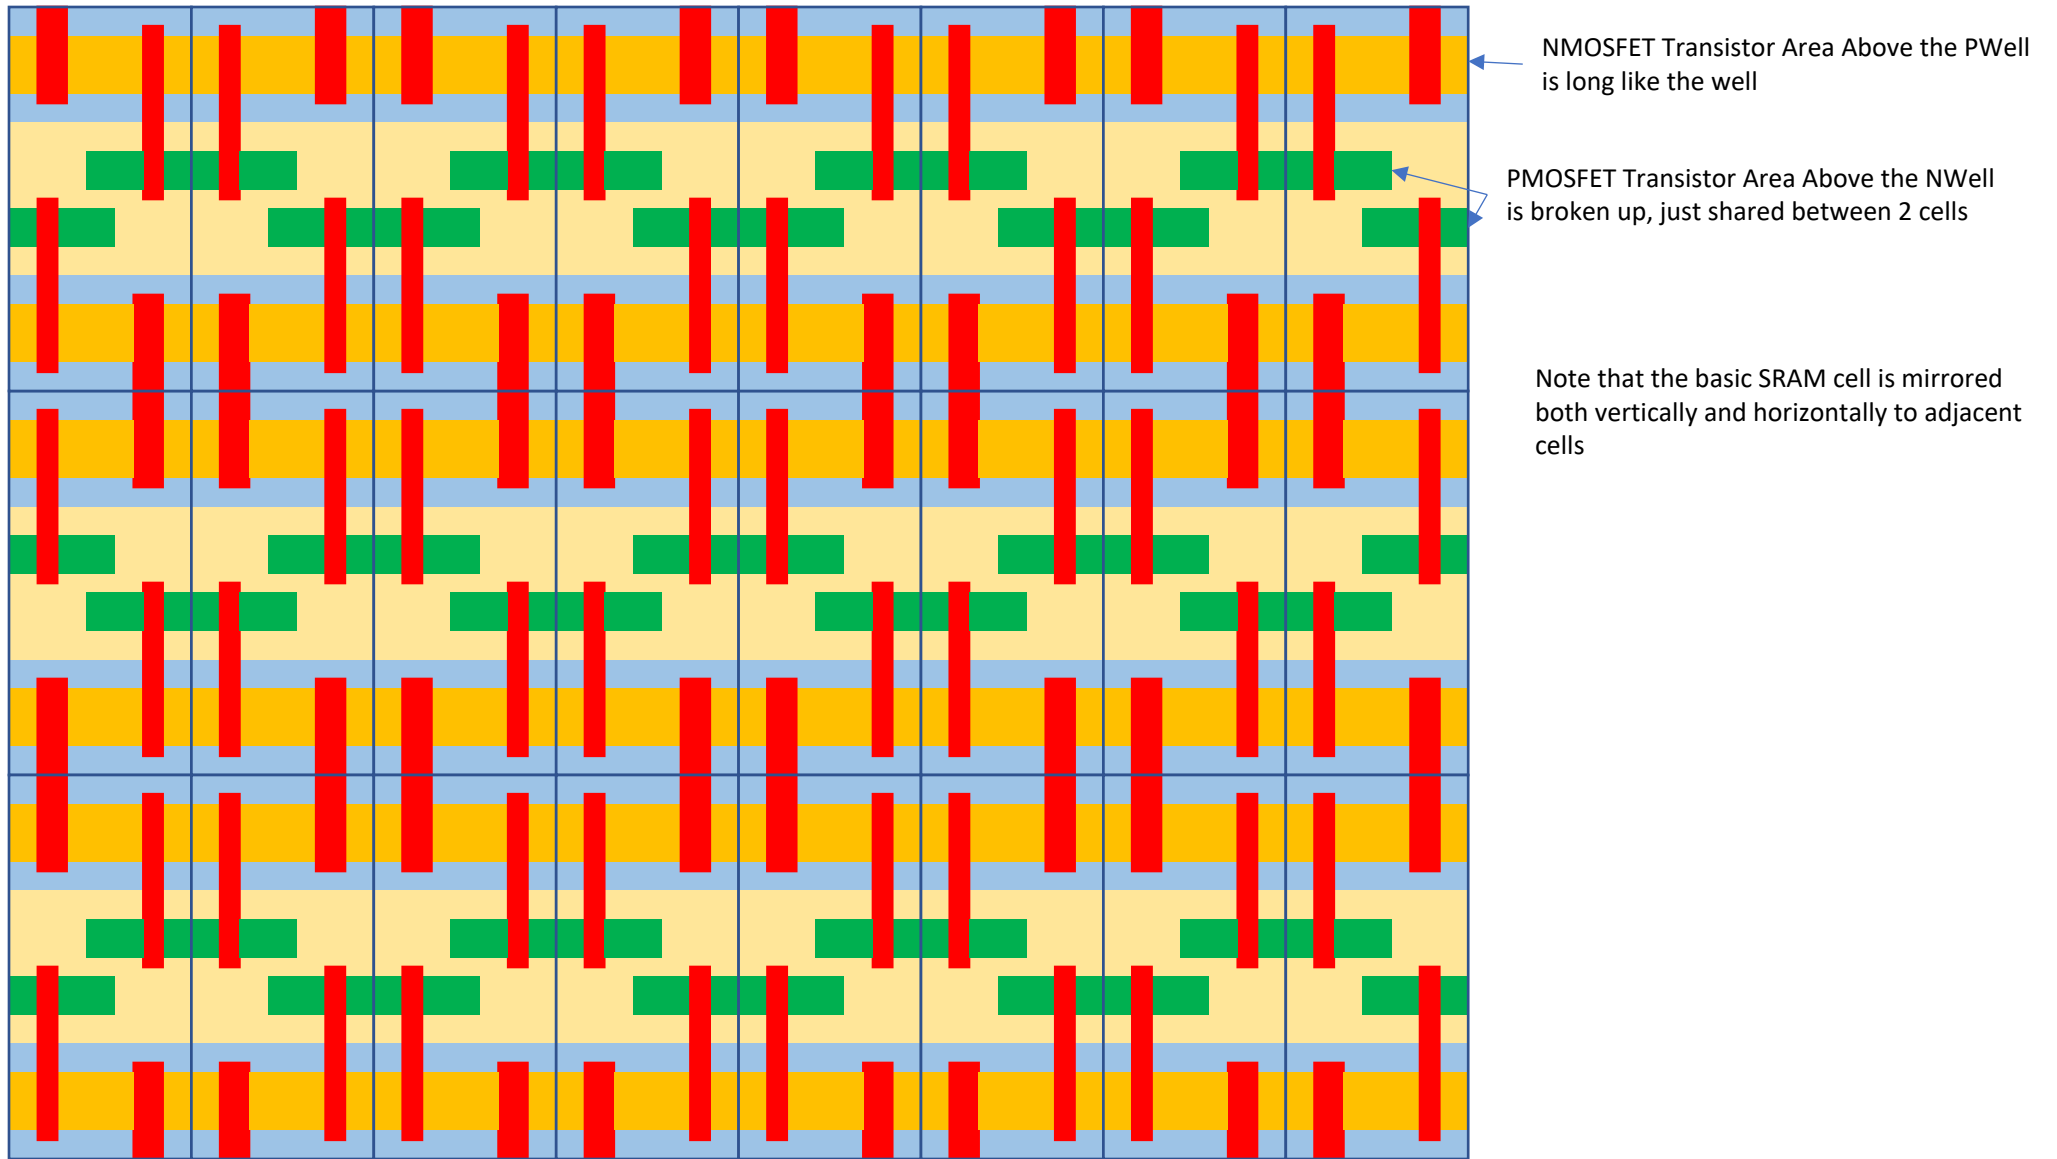 NMOSFET Transistor Area Above the PWell
is long like the well
PMOSFET Transistor Area Above the NWell
is broken up, just shared between 2 cells
Note that the basic SRAM cell is mirrored
both vertically and horizontally to adjacent
cells